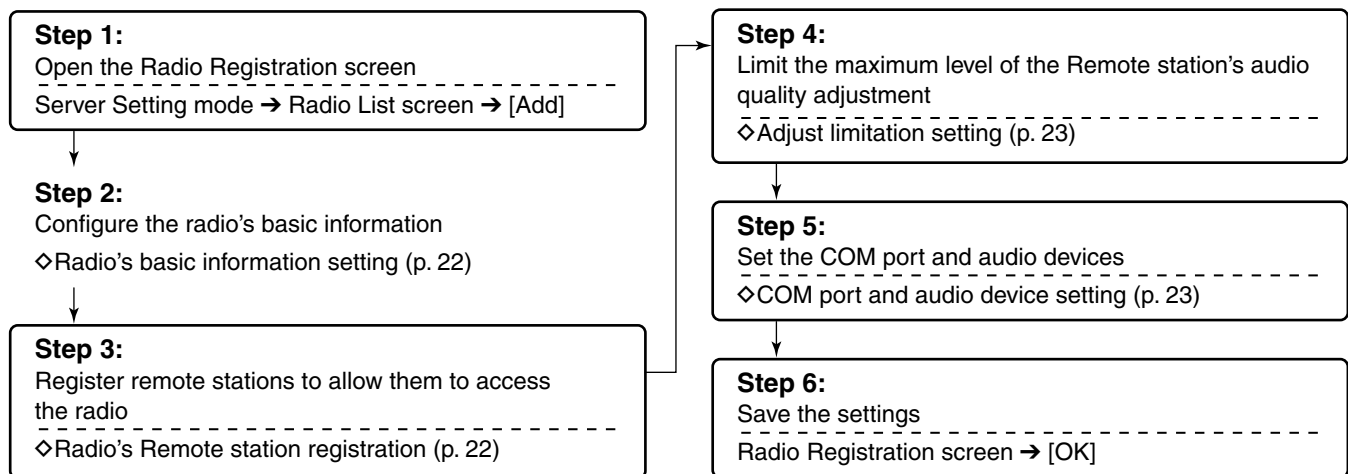 Step 1:
Open the Radio Registration screen
Server Setting mode ➔ Radio List screen ➔ [Add]
Step 2:
Configure the radio's basic information
◇Radio's basic information setting (p. 22)
Step 3:
Register remote stations to allow them to access
the radio
◇Radio's Remote station registration (p. 22)
Step 4:
Limit the maximum level of the Remote station's audio
quality adjustment
◇Adjust limitation setting (p. 23)
Step 5:
Set the COM port and audio devices
◇COM port and audio device setting (p. 23)
Step 6:
Save the settings
Radio Registration screen ➔ [OK]